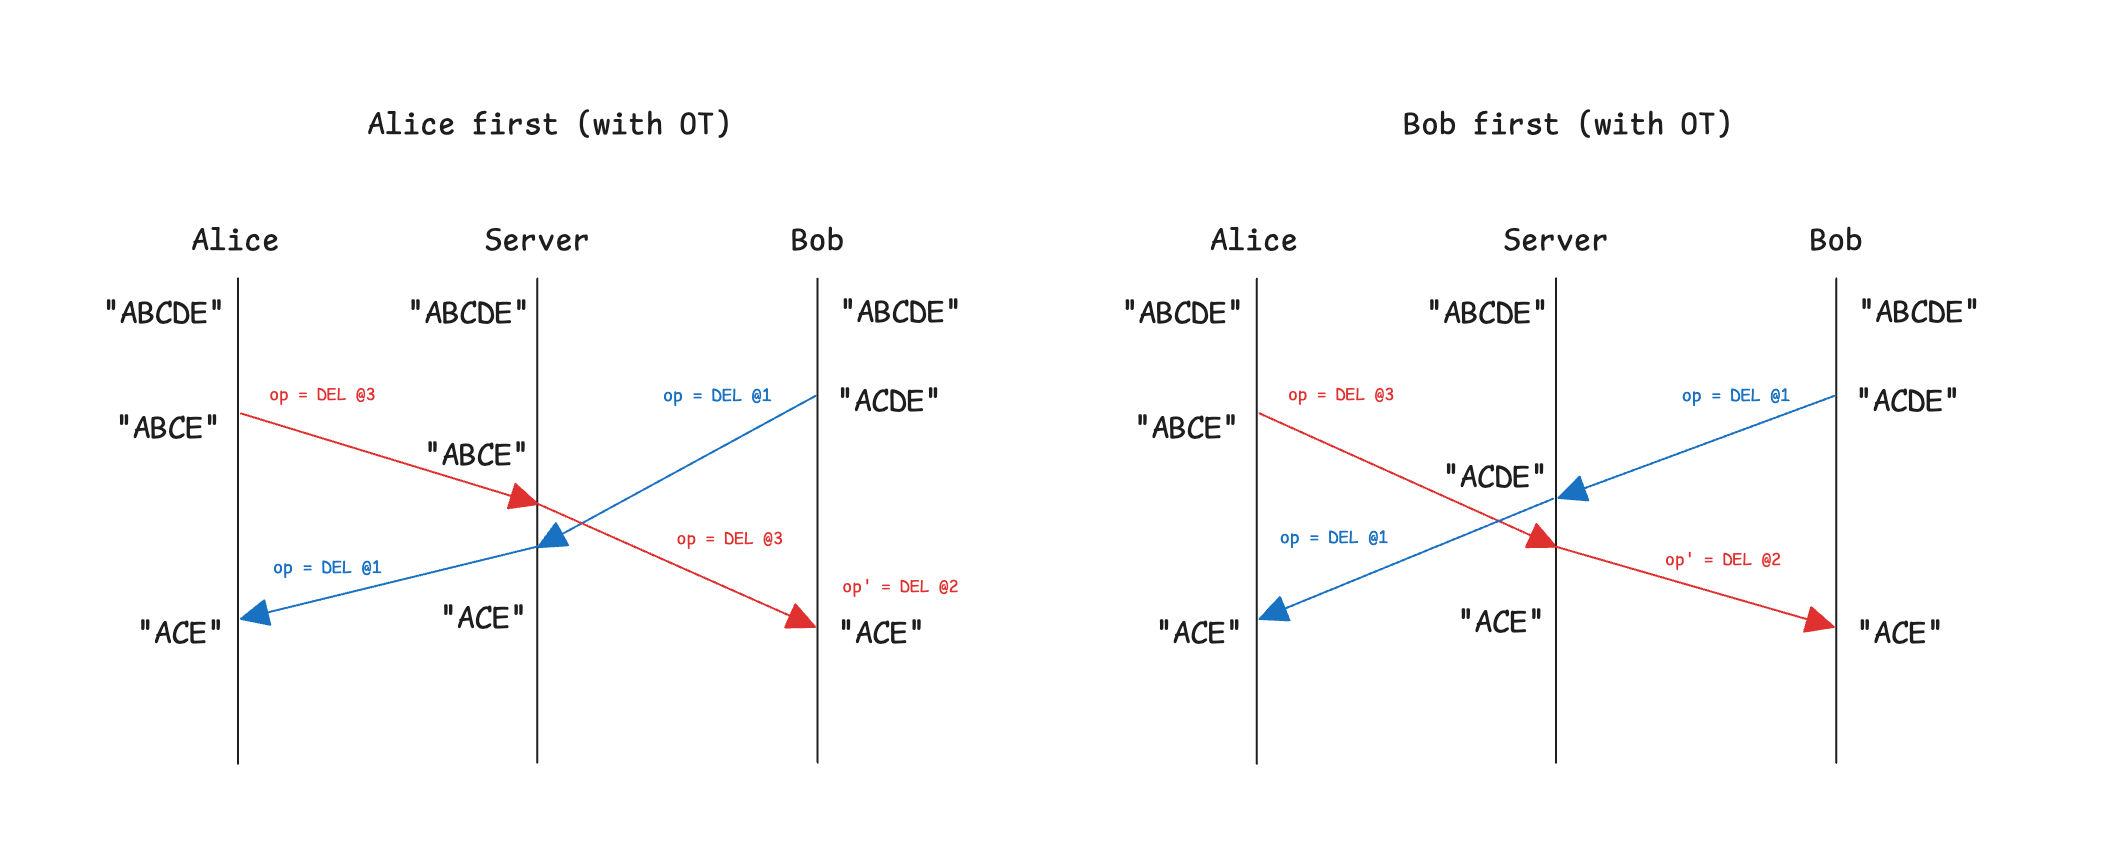 Alice first (with OT)
Alice
Server
Bob
"ABCDE"
"ABCDE"
"ABCDE"
op = DEL @3
op = DEL @1
"ACDE"
"ABCE"
"ABCE"
op = DEL @3
op = DEL @1
op' = DEL @2
"ACE"
"ACE"
"ACE"
Bob first (with OT)
Alice
Server
Bob
"ABCDE"
"ABCDE"
"ABCDE"
op = DEL @3
op = DEL @1
"ACDE"
"ABCE"
"ACDE"
op = DEL @1
op' = DEL @2
"ACE"
"ACE"
"ACE"